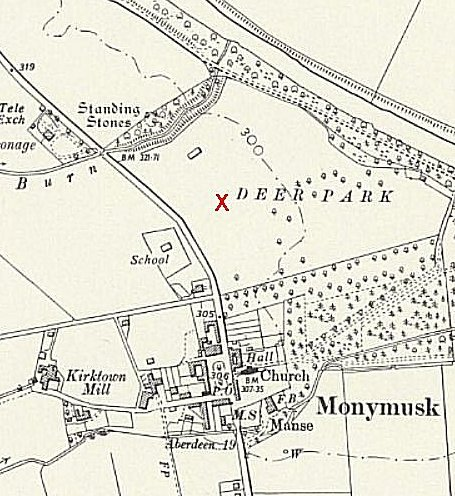 319
Tele
Exch
Standing
Stones
onage
BM 321·71
300
Burn
X
DEER PARK
School
305
Hall
306
Church
Kirktown
Mill
P.O
BM
307·35
F.B
M.S
Monymusk
Manse
Aberdeen 19
W
FP